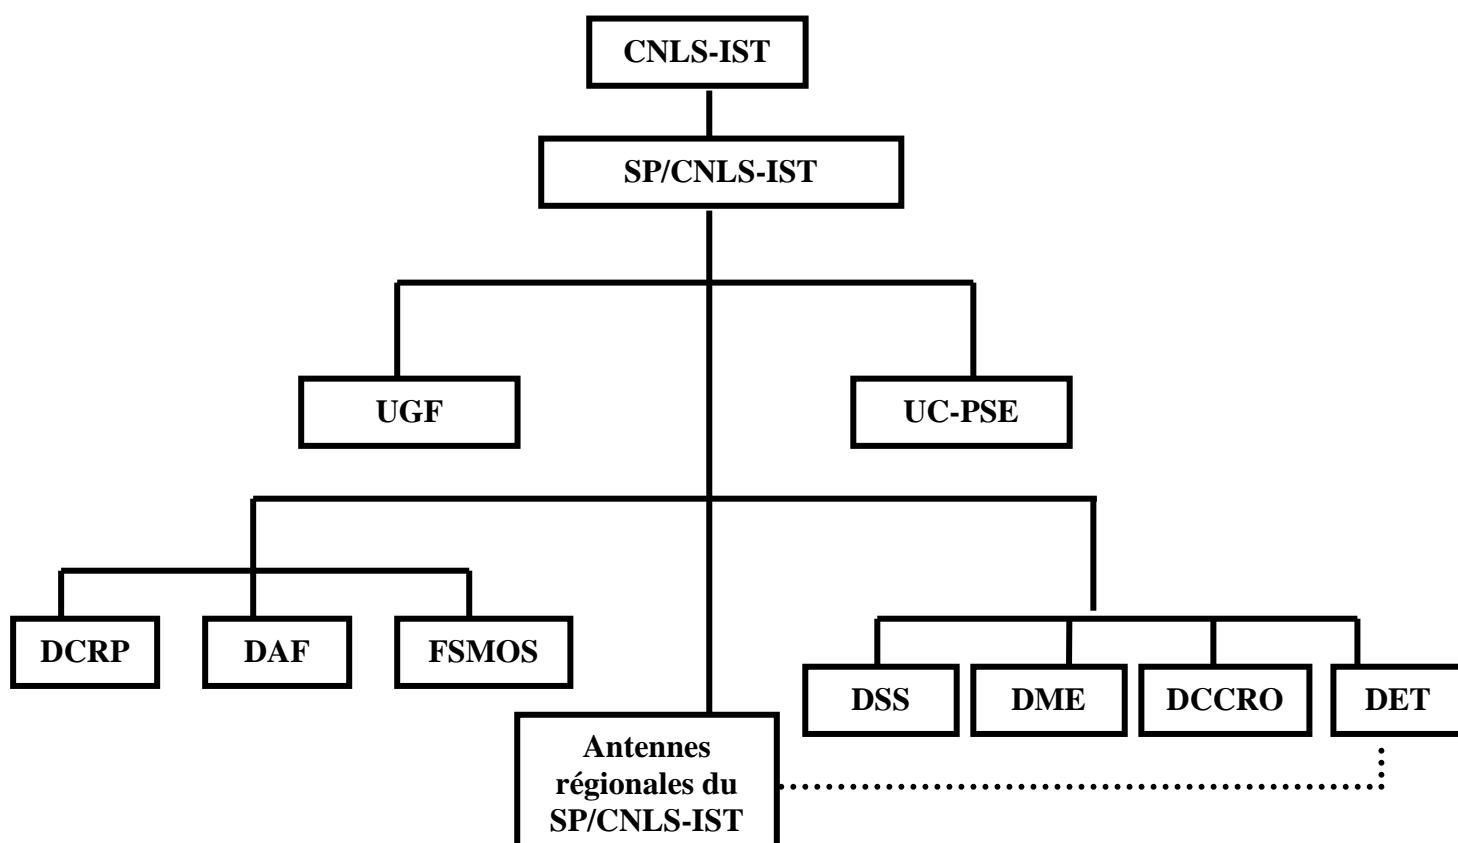 CNLS-IST
SP/CNLS-IST
UGF
UC-PSE
DCRP
DAF
FSMOS
DSS
DME
DCCRO
DET
Antennes
régionales du
SP/CNLS-IST